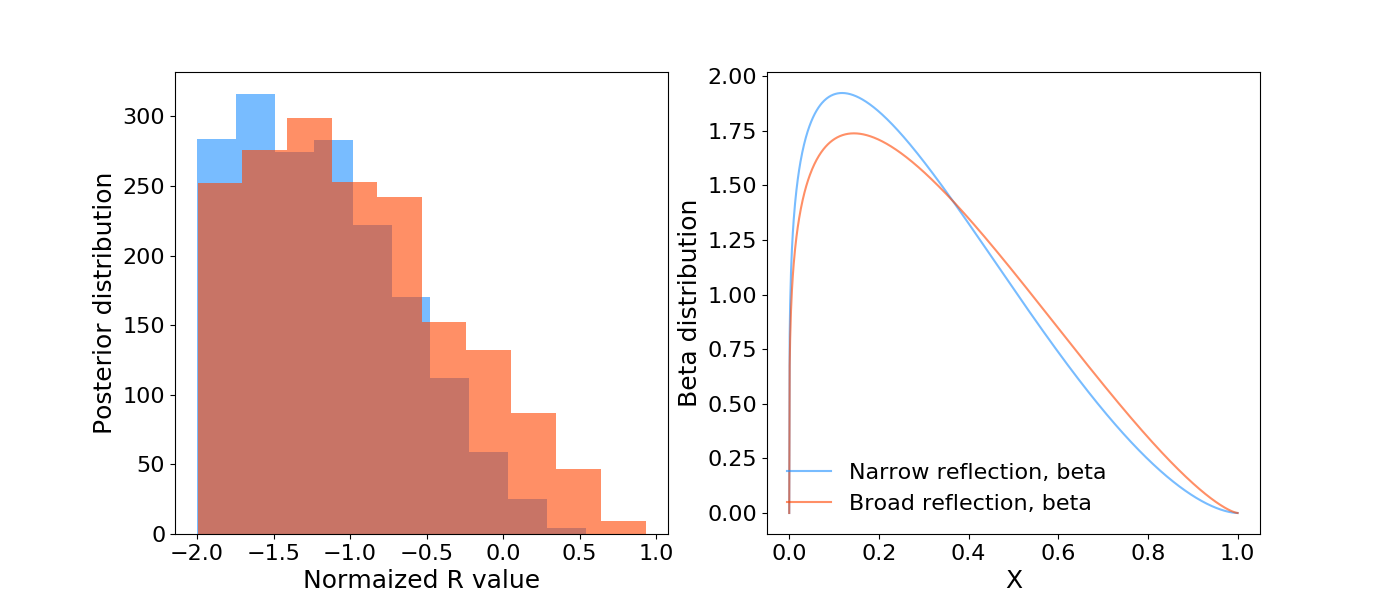 Posterior distribution
300
250
200
150
100
50
0
−2.0 −1.5 −1.0 −0.5 0.0 0.5 1.0
Normaized R value
Beta distribution
2.00
1.75
1.50
1.25
1.00
0.75
0.50
0.25
0.00
Narrow reflection, beta
Broad reflection, beta
0.0 0.2 0.4 0.6 0.8 1.0
X